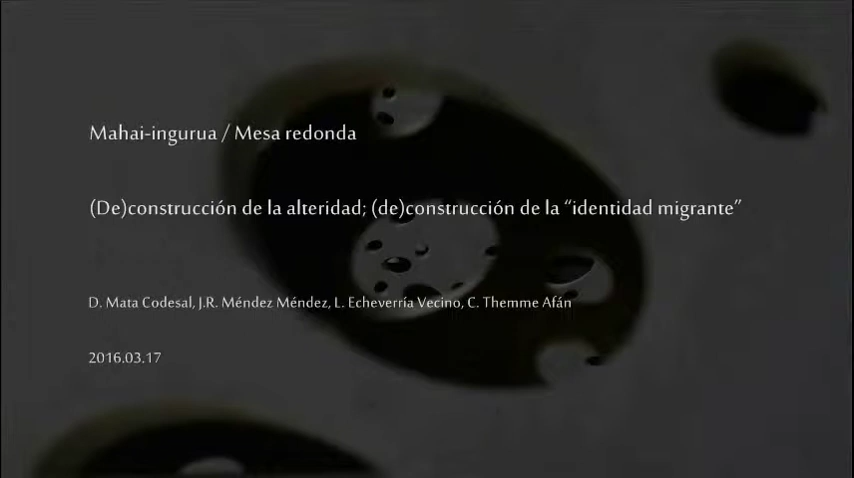 Mahai-ingurua / Mesa redonda
(De)construcción de la alteridad; (de)construcción de la “identidad migrante”
D. Mata Codesal, J.R. Méndez Méndez, L. Echeverría Vecino, C. Themme Afán
2016.03.17